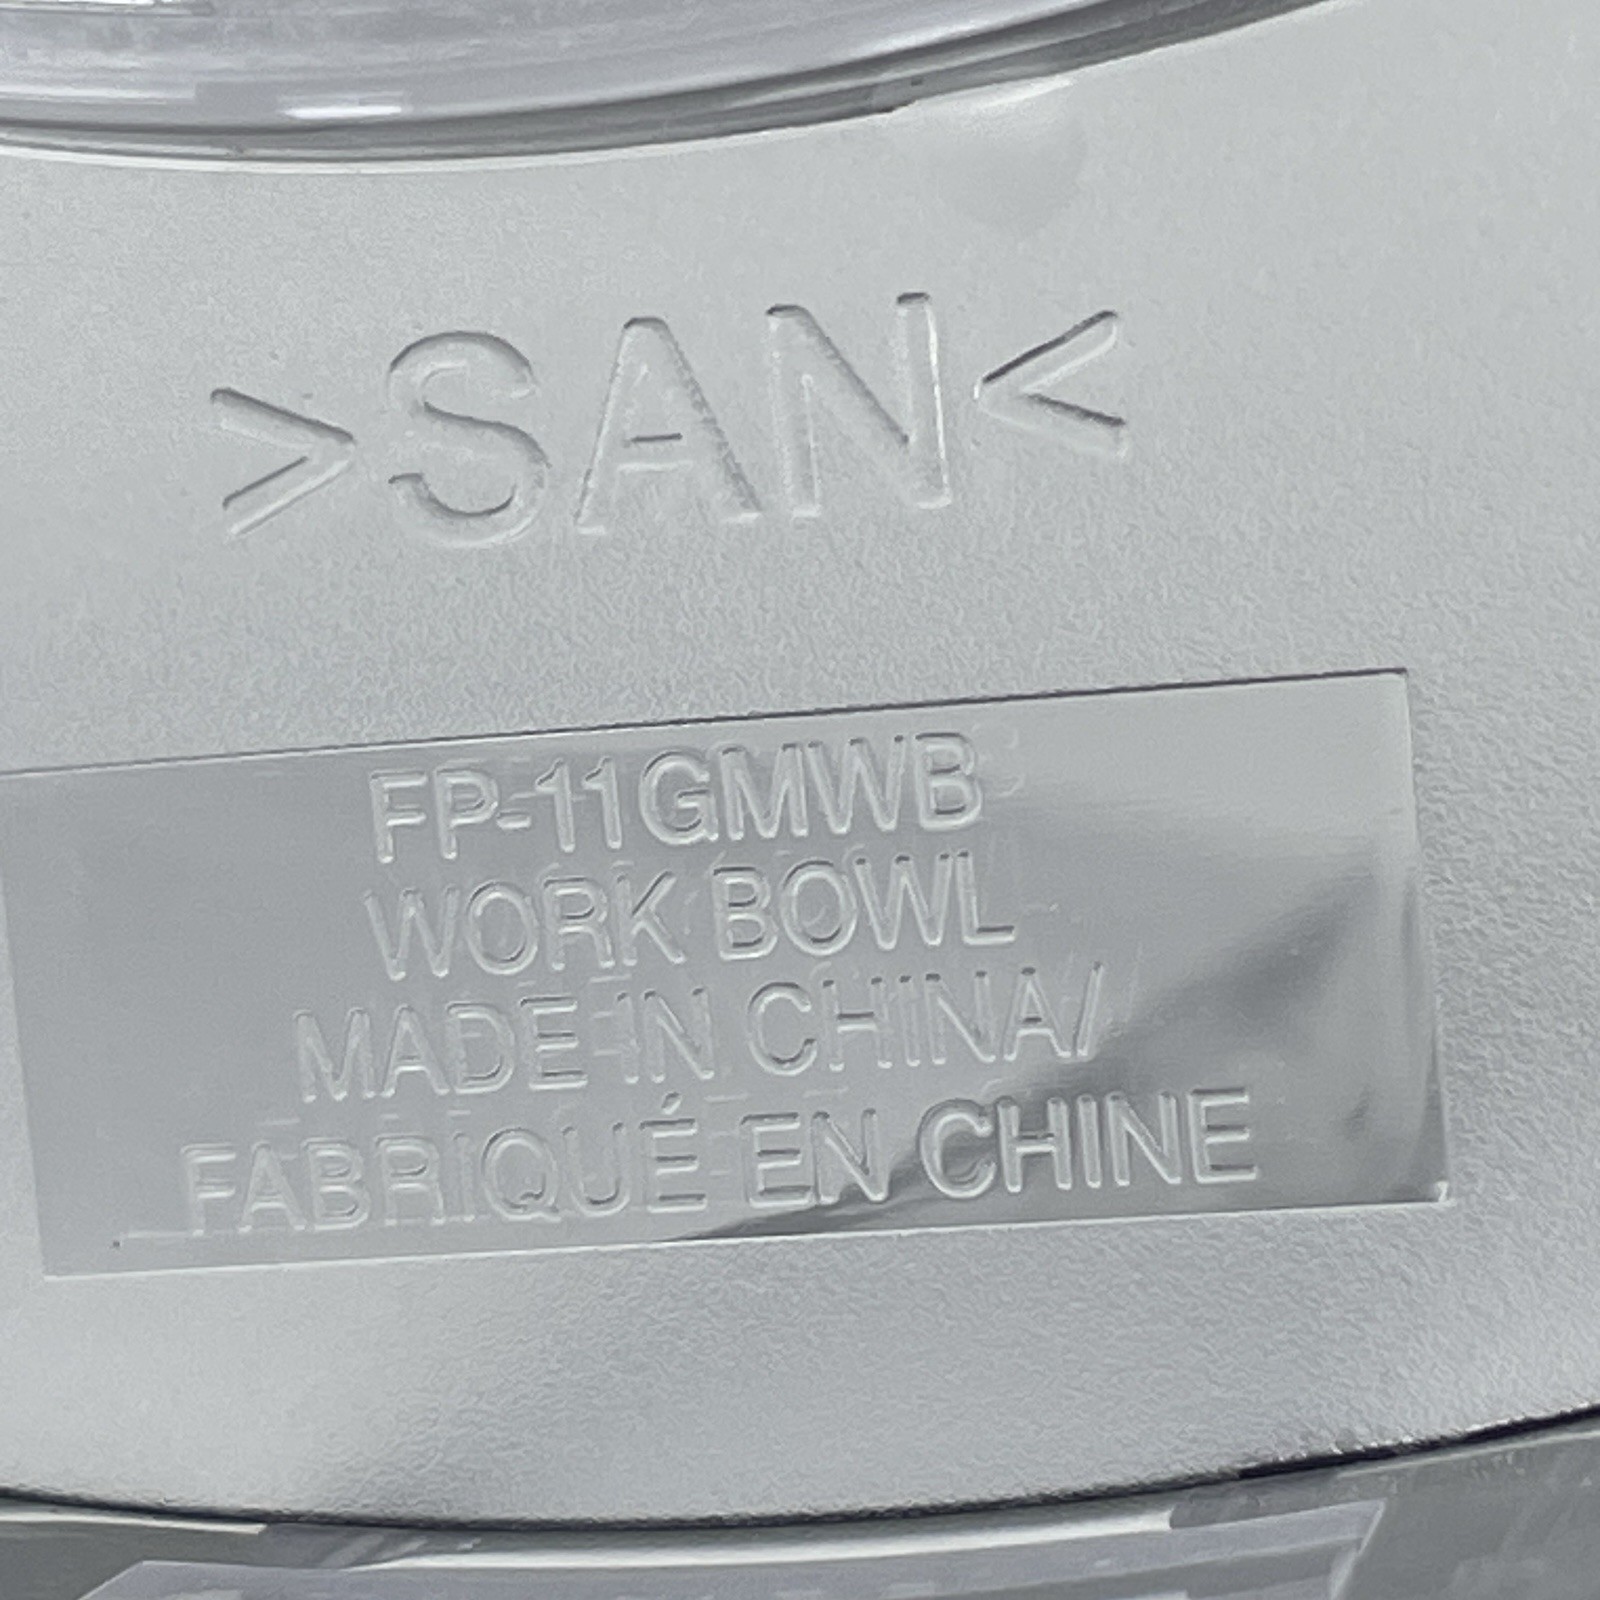 >SAN<
FP-11GMWB
WORK BOWL
MADE IN CHINA/
FABRIQUÉ EN CHINE